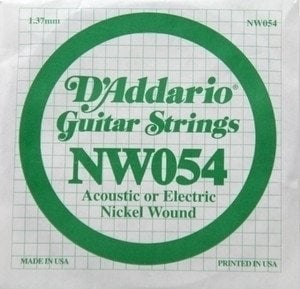 1.37mm NW054
D'Addario
Guitar Strings
NW054
Acoustic or Electric
Nickel Wound
MADE IN USA PRINTED IN USA